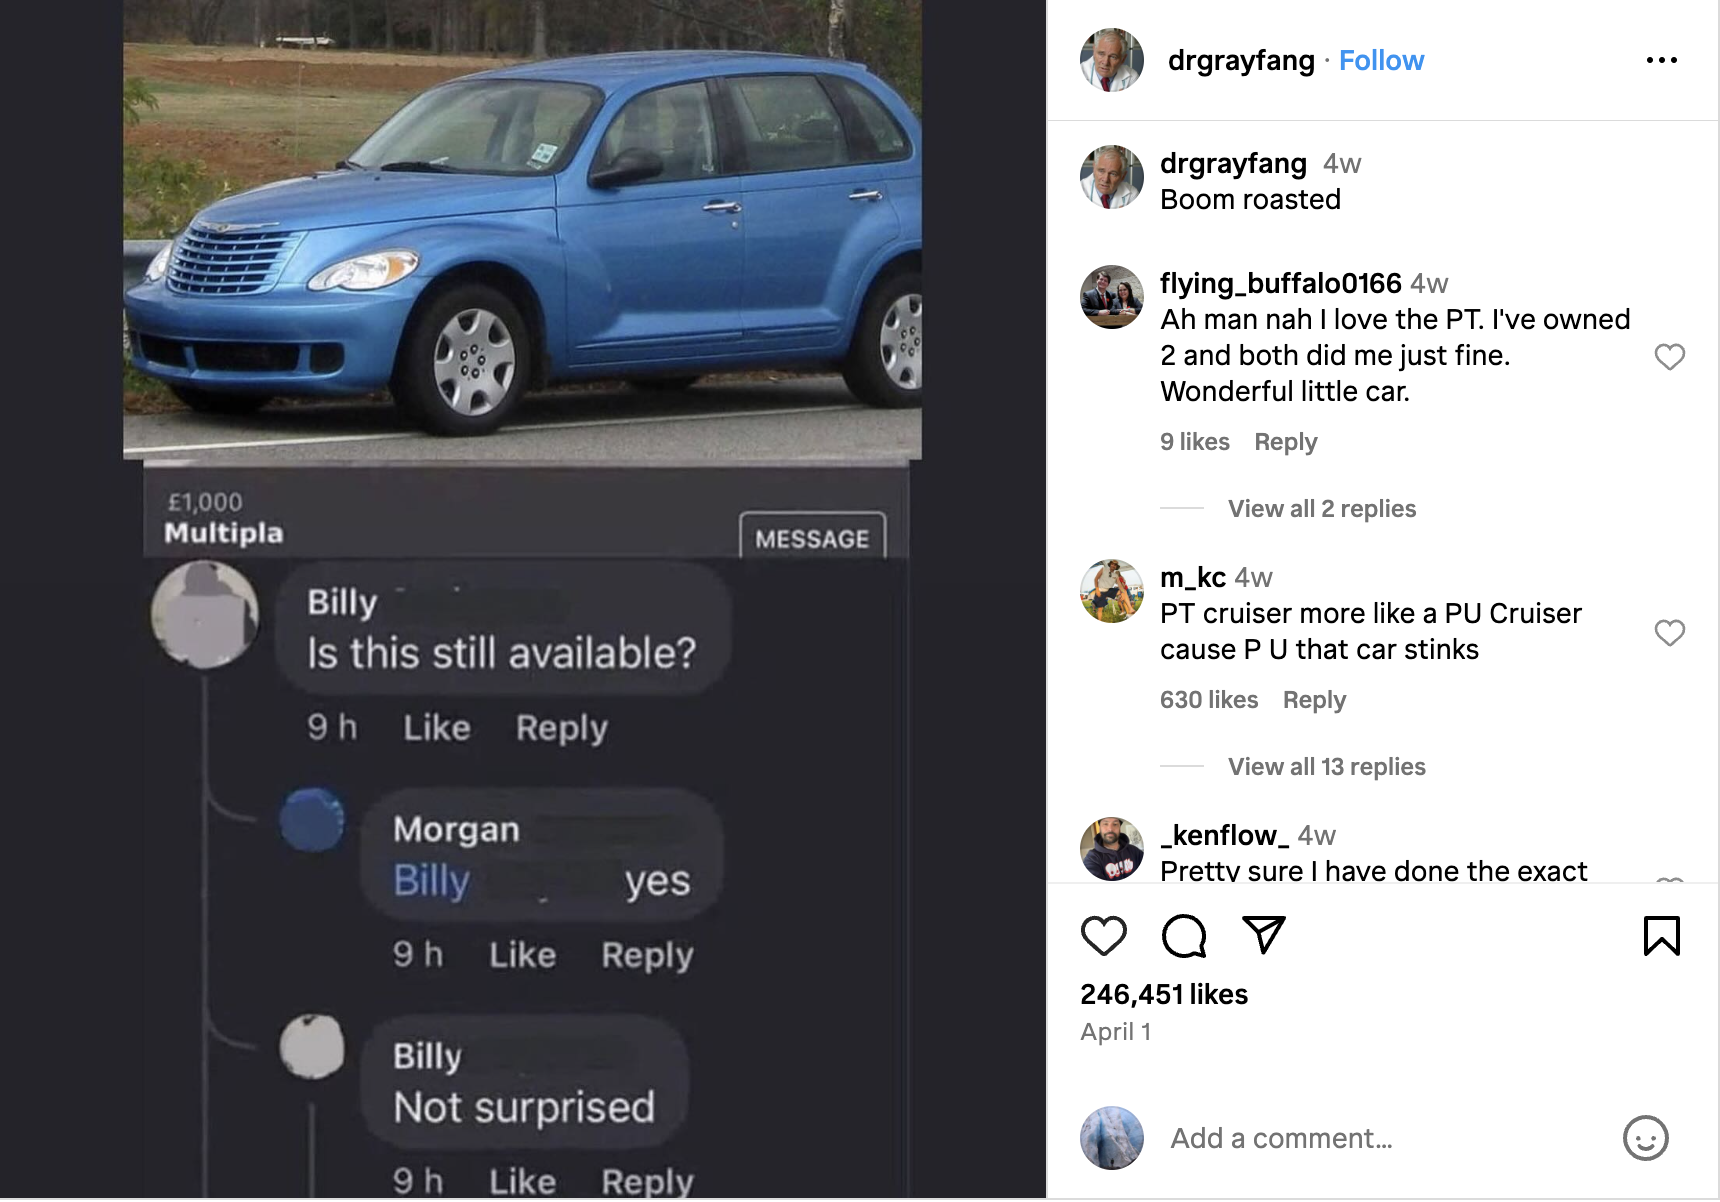 £1,000
Multipla
MESSAGE
Billy
Is this still available?
9 h Like Reply
Morgan
Billy yes
9 h Like Reply
Billy
Not surprised
9 h Like Reply
drgrayfang · Follow
drgrayfang 4w
Boom roasted
flying_buffalo0166 4w
Ah man nah I love the PT. I've owned
2 and both did me just fine.
Wonderful little car.
9 likes Reply
View all 2 replies
m_kc 4w
PT cruiser more like a PU Cruiser
cause P U that car stinks
630 likes Reply
View all 13 replies
_kenflow_ 4w
Pretty sure I have done the exact
246,451 likes
April 1
Add a comment...